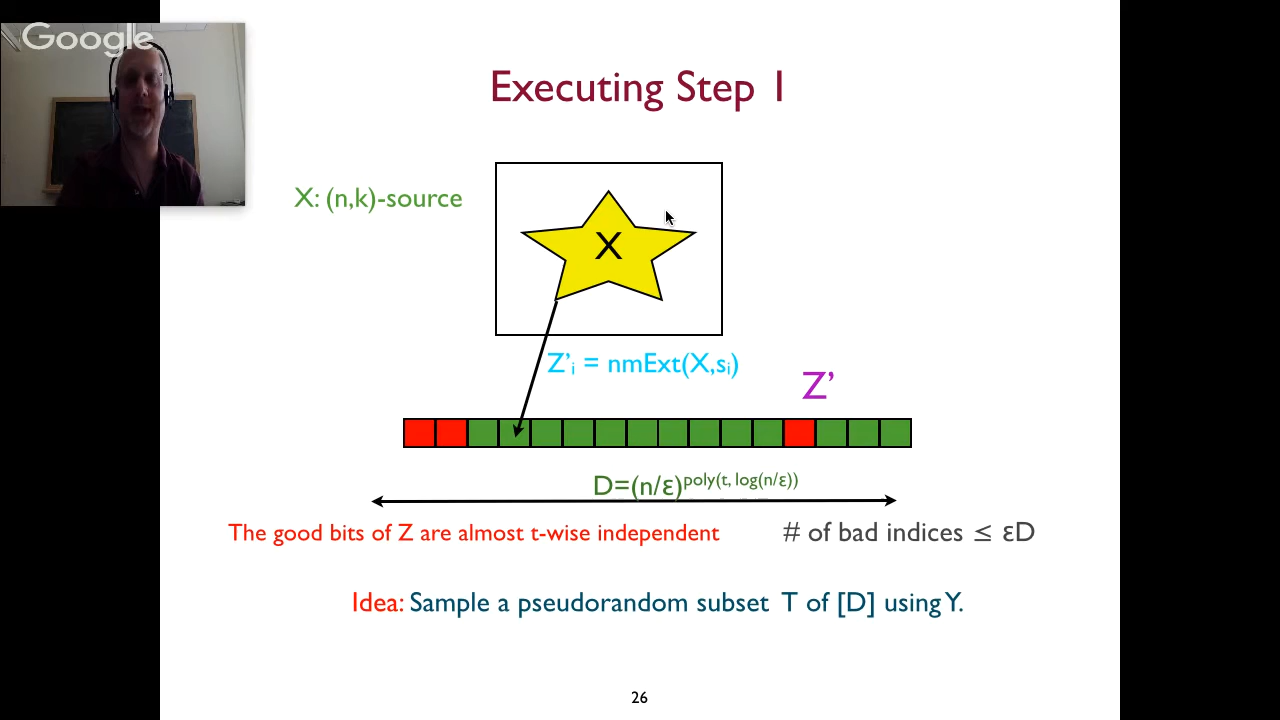 Google
Executing Step 1
X: (n,k)-source
X
Z’ᵢ = nmExt(X,sᵢ)
Z’
D=(n/ε)^poly(t, log(n/ε))
The good bits of Z are almost t-wise independent
# of bad indices ≤ εD
Idea: Sample a pseudorandom subset T of [D] using Y.
26